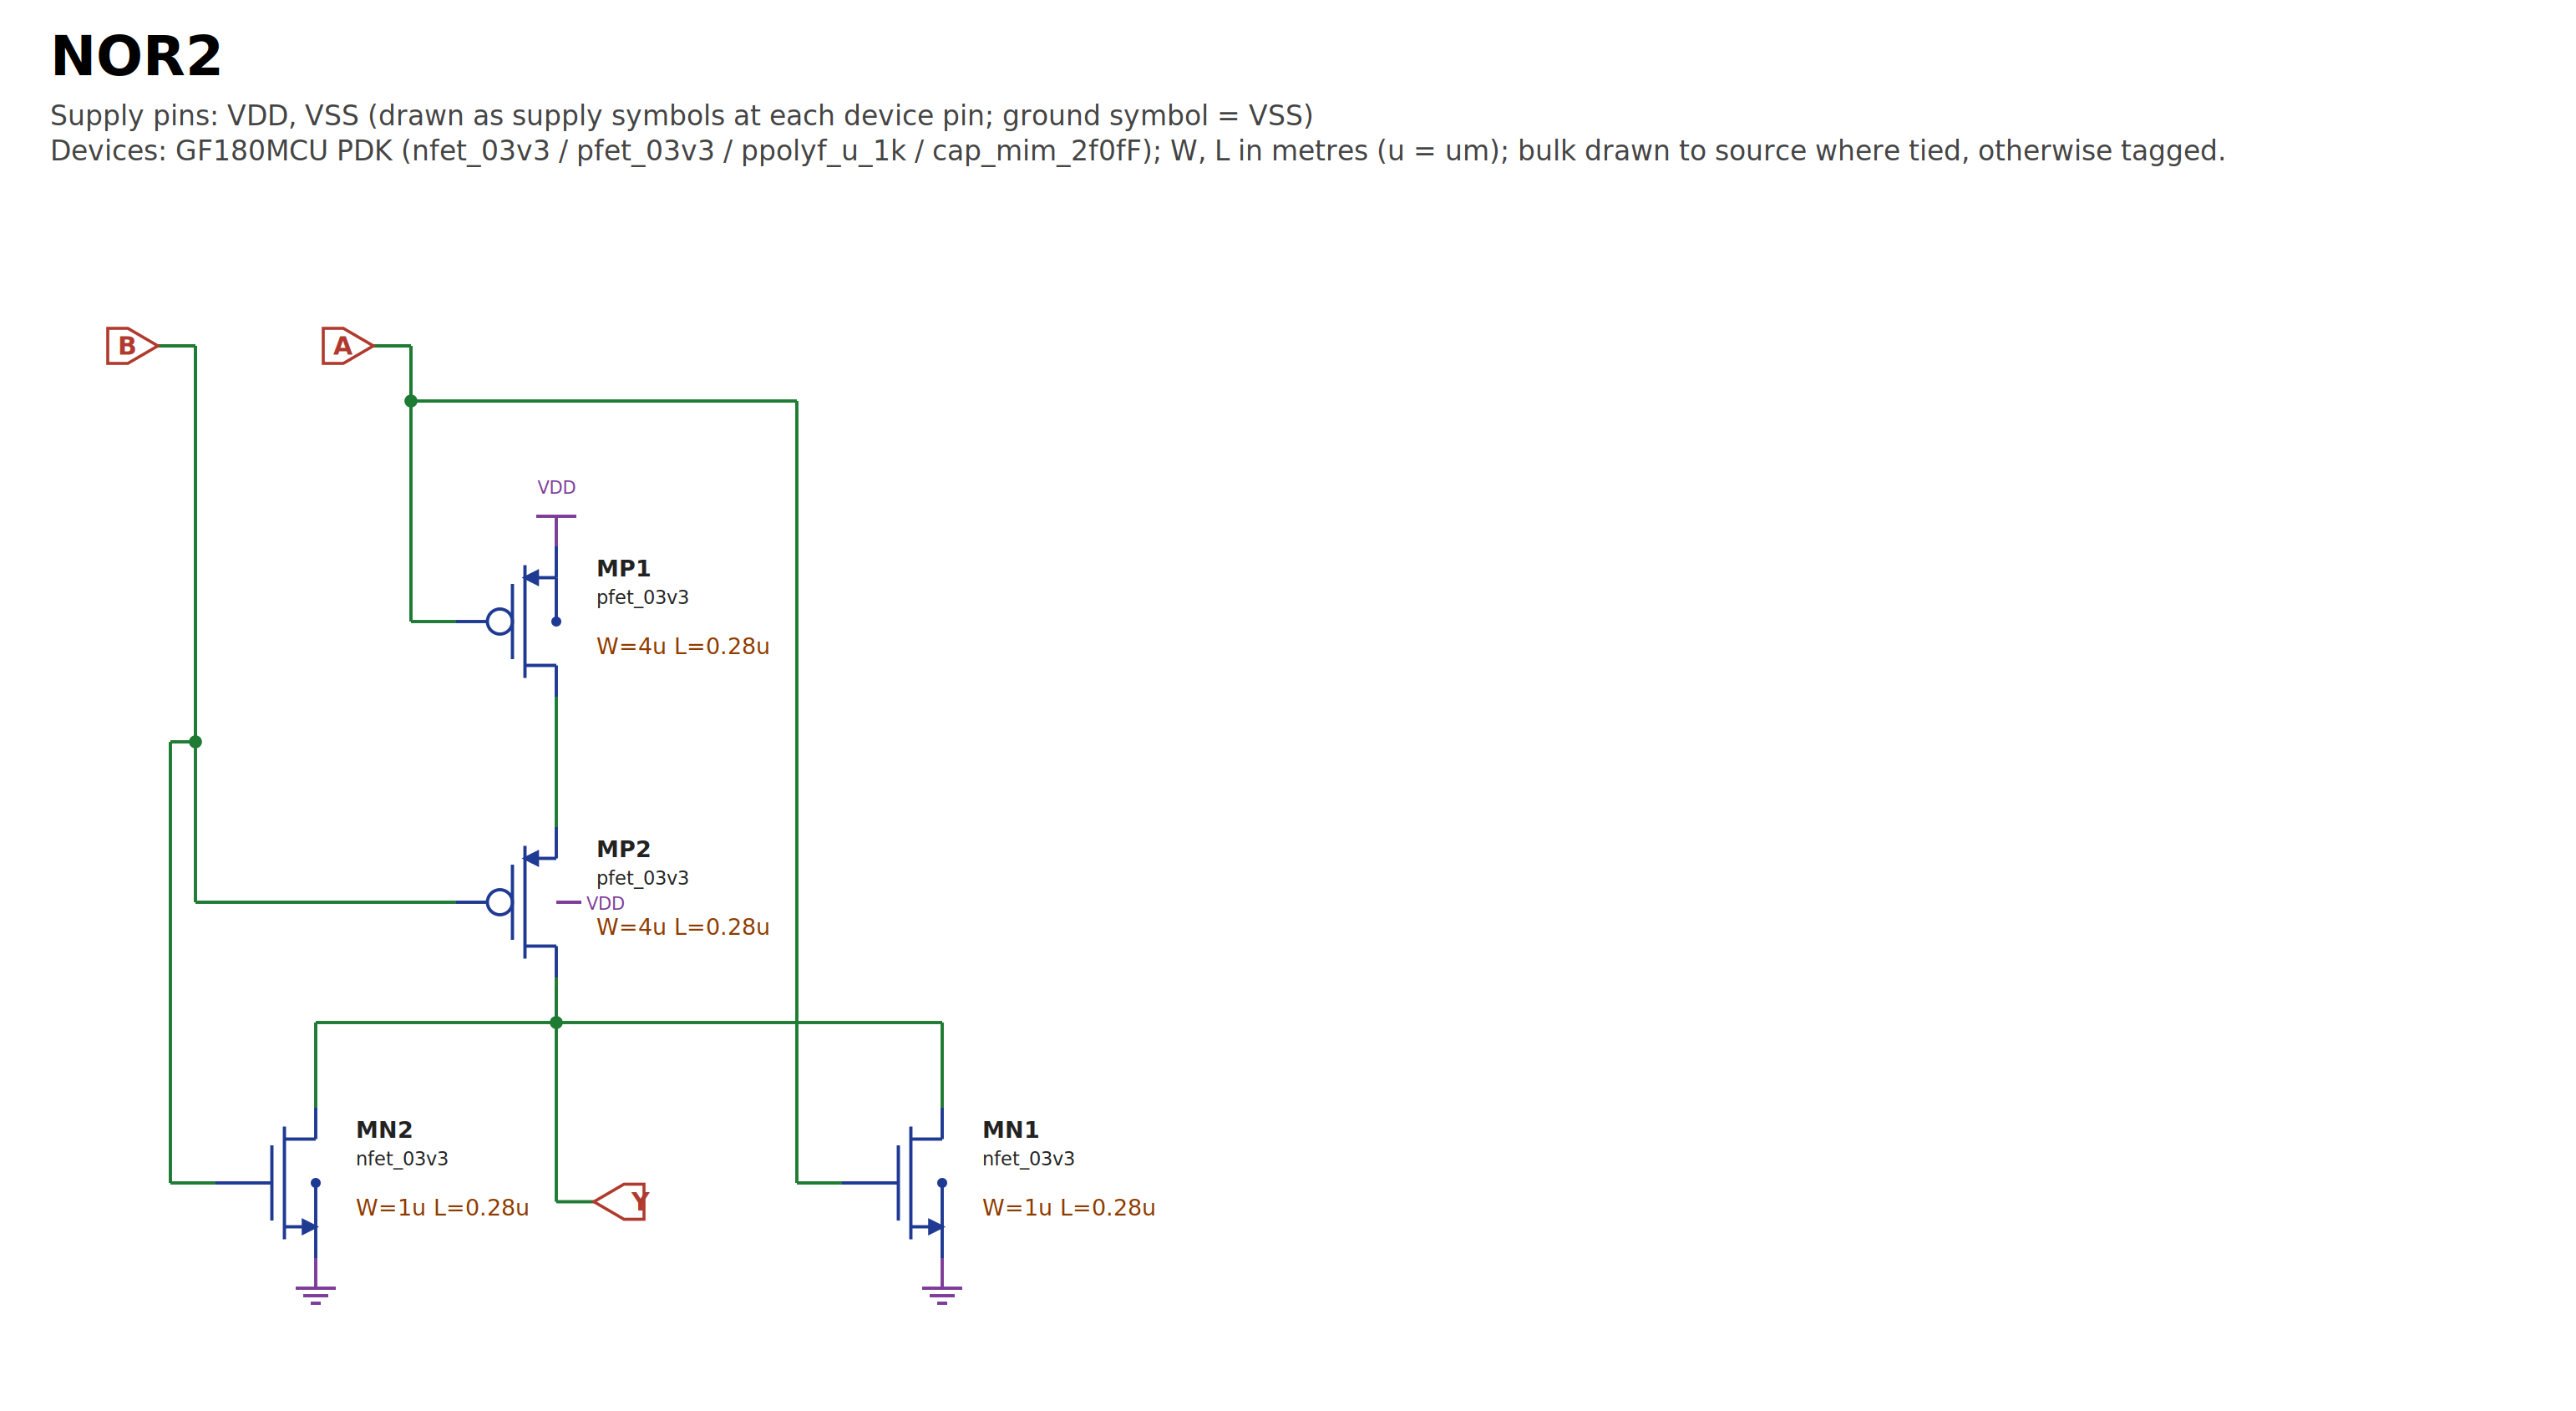 NOR2
Supply pins: VDD, VSS (drawn as supply symbols at each device pin; ground symbol = VSS)
Devices: GF180MCU PDK (nfet_03v3 / pfet_03v3 / ppolyf_u_1k / cap_mim_2f0fF); W, L in metres (u = um); bulk drawn to source where tied, otherwise tagged.
B
A
VDD
MP1
pfet_03v3
W=4u L=0.28u
MP2
pfet_03v3
VDD
W=4u L=0.28u
MN2
nfet_03v3
W=1u L=0.28u
Y
MN1
nfet_03v3
W=1u L=0.28u